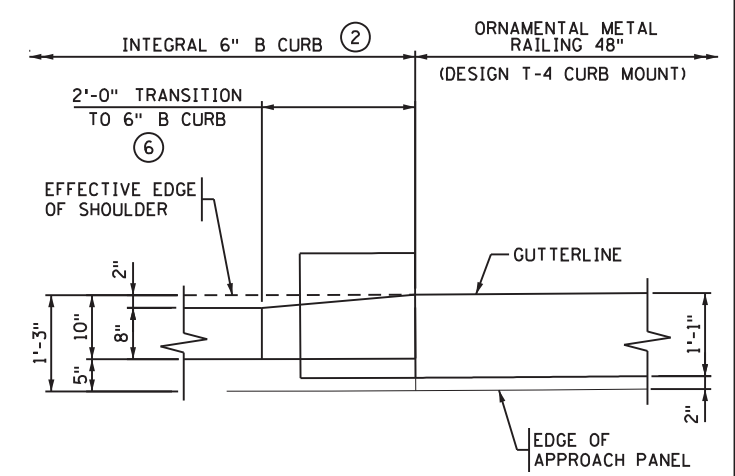 INTEGRAL 6" B CURB 2
ORNAMENTAL METAL
RAILING 48"
(DESIGN T-4 CURB MOUNT)
2'-0" TRANSITION
TO 6" B CURB
6
EFFECTIVE EDGE
OF SHOULDER
GUTTERLINE
2"
1'-3"
10"
8"
5"
1'-1"
2"
EDGE OF
APPROACH PANEL